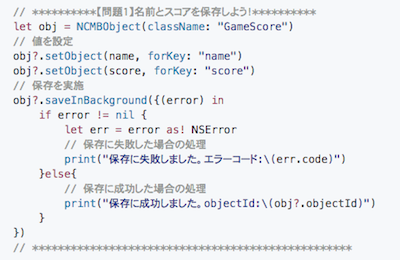 // **********【問題1】名前とスコアを保存しよう!**********
let obj = NCMBObject(className: "GameScore")
// 値を設定
obj?.setObject(name, forKey: "name")
obj?.setObject(score, forKey: "score")
// 保存を実施
obj?.saveInBackground({(error) in
if error != nil {
let err = error as! NSError
// 保存に失敗した場合の処理
print("保存に失敗しました。エラーコード:\(err.code)")
}else{
// 保存に成功した場合の処理
print("保存に成功しました。objectId:\(obj?.objectId)")
}
})
// **************************************************